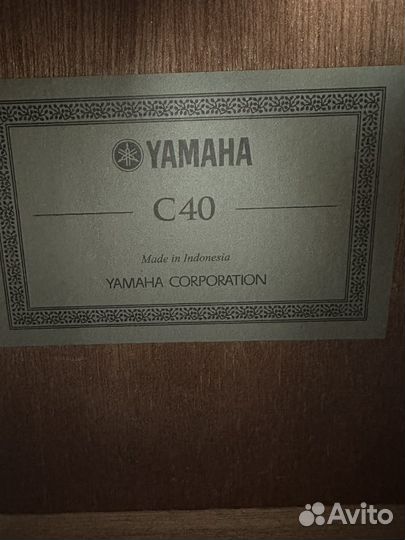 YAMAHA
C40
Made in Indonesia
YAMAHA CORPORATION
Avito